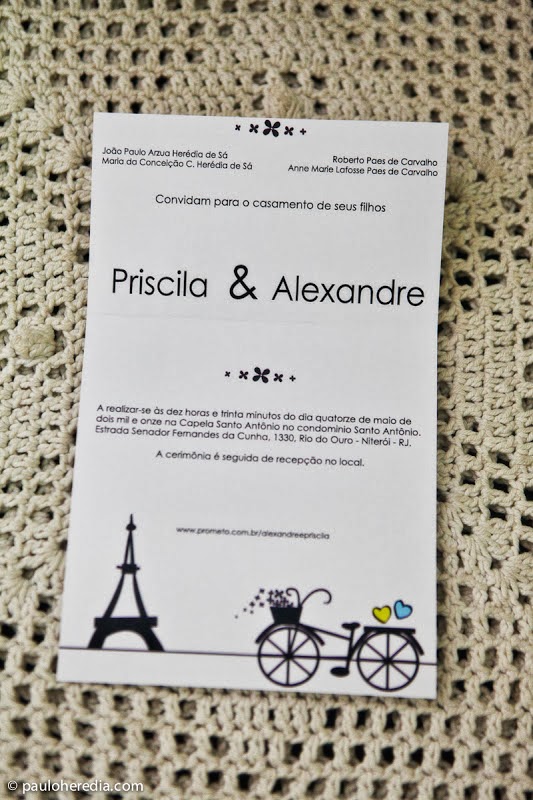 João Paulo Arzua Herédia de Sá
Maria da Conceição C. Herédia de Sá
Roberto Paes de Carvalho
Anne Marie Lafosse Paes de Carvalho
Convidam para o casamento de seus filhos
Priscila & Alexandre
A realizar-se às dez horas e trinta minutos do dia quatorze de maio de
dois mil e onze na Capela Santo Antônio no condominio Santo Antônio.
Estrada Senador Fernandes da Cunha, 1330, Rio do Ouro - Niterói - RJ.
A cerimônia é seguida de recepção no local.
www.prometo.com.br/alexandreepriscila
© pauloheredia.com